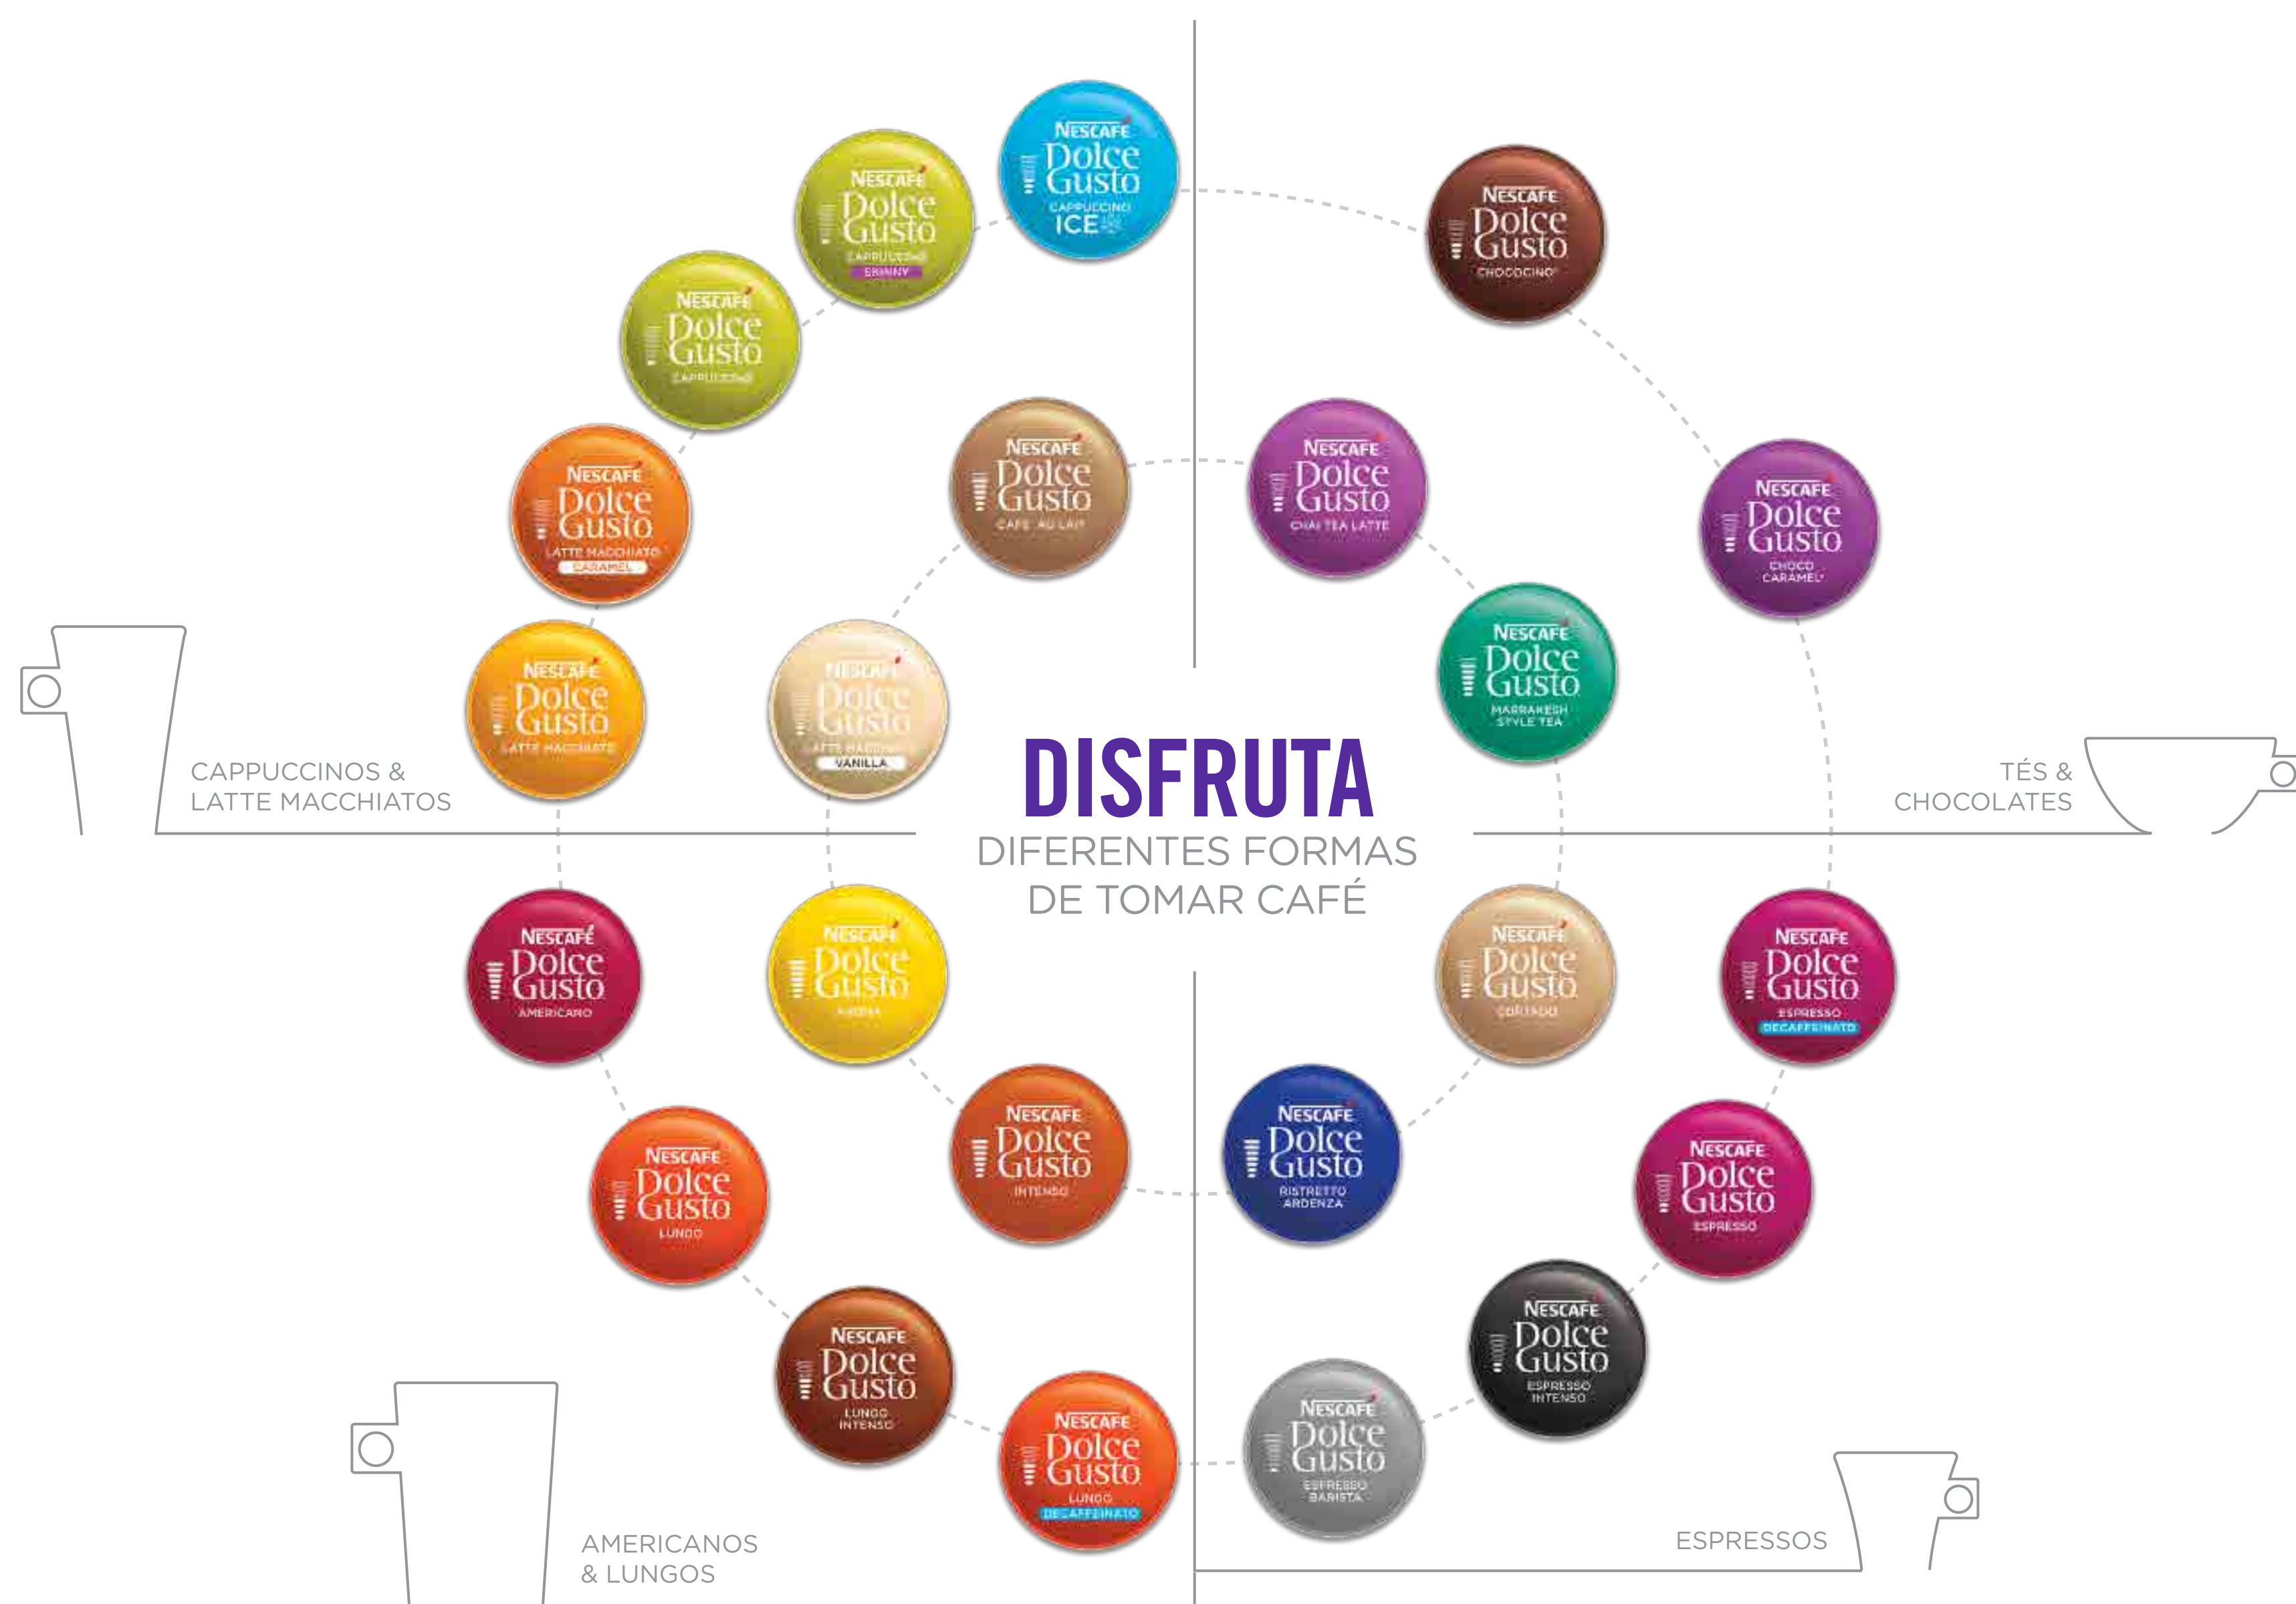 NESCAFÉ
Dolce
Gusto
CAPPUCCINO
ICE
NESCAFÉ
Dolce
Gusto
CAPPUCCINO
SKINNY
NESCAFÉ
Dolce
Gusto
CHOCOCINO
NESCAFÉ
Dolce
Gusto
CAPPUCCINO
NESCAFÉ
Dolce
Gusto
LATTE MACCHIATO
CARAMEL
NESCAFÉ
Dolce
Gusto
CAFÉ AU LAIT
NESCAFÉ
Dolce
Gusto
CHAI TEA LATTE
NESCAFÉ
Dolce
Gusto
CHOCO
CARAMEL
NESCAFÉ
Dolce
Gusto
LATTE MACCHIATO
NESCAFÉ
Dolce
Gusto
LATTE MACCHIATO
VANILLA
NESCAFÉ
Dolce
Gusto
MARRAKESH
STYLE TEA
CAPPUCCINOS &
LATTE MACCHIATOS
DISFRUTA
DIFERENTES FORMAS
DE TOMAR CAFÉ
TÉS &
CHOCOLATES
NESCAFÉ
Dolce
Gusto
AMERICANO
NESCAFÉ
Dolce
Gusto
AROMA
NESCAFÉ
Dolce
Gusto
CORTADO
NESCAFÉ
Dolce
Gusto
ESPRESSO
DECAFFEINATO
NESCAFÉ
Dolce
Gusto
LUNGO
NESCAFÉ
Dolce
Gusto
INTENSO
NESCAFÉ
Dolce
Gusto
RISTRETTO
ARDENZA
NESCAFÉ
Dolce
Gusto
ESPRESSO
NESCAFÉ
Dolce
Gusto
LUNGO
INTENSO
NESCAFÉ
Dolce
Gusto
LUNGO
DECAFFEINATO
NESCAFÉ
Dolce
Gusto
ESPRESSO
BARISTA
NESCAFÉ
Dolce
Gusto
ESPRESSO
INTENSO
AMERICANOS
& LUNGOS
ESPRESSOS